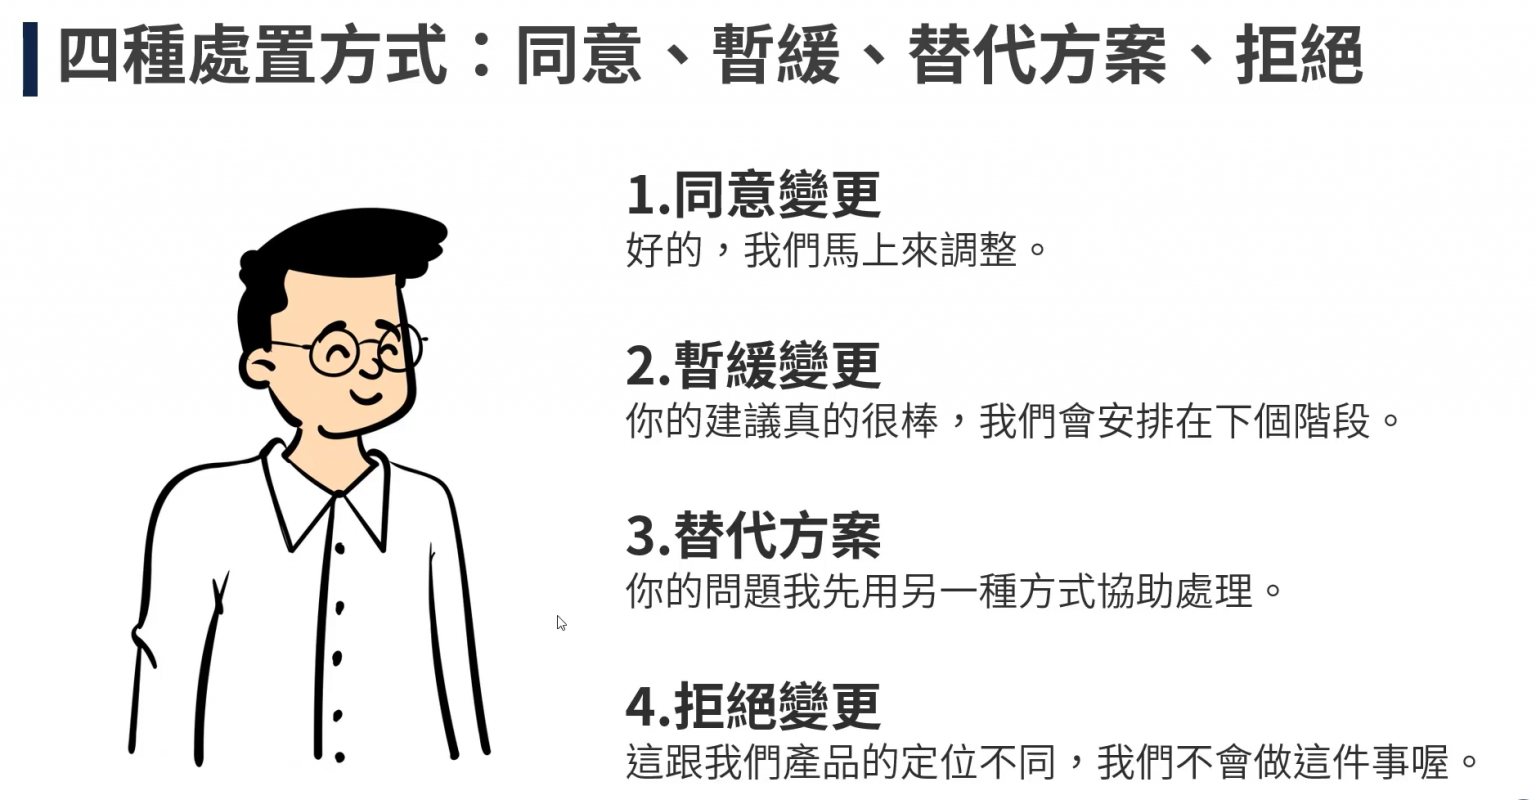 四種處置方式：同意、暫緩、替代方案、拒絕
1.同意變更
好的，我們馬上來調整。
2.暫緩變更
你的建議真的很棒，我們會安排在下個階段。
3.替代方案
你的問題我先用另一種方式協助處理。
4.拒絕變更
這跟我們產品的定位不同，我們不會做這件事喔。